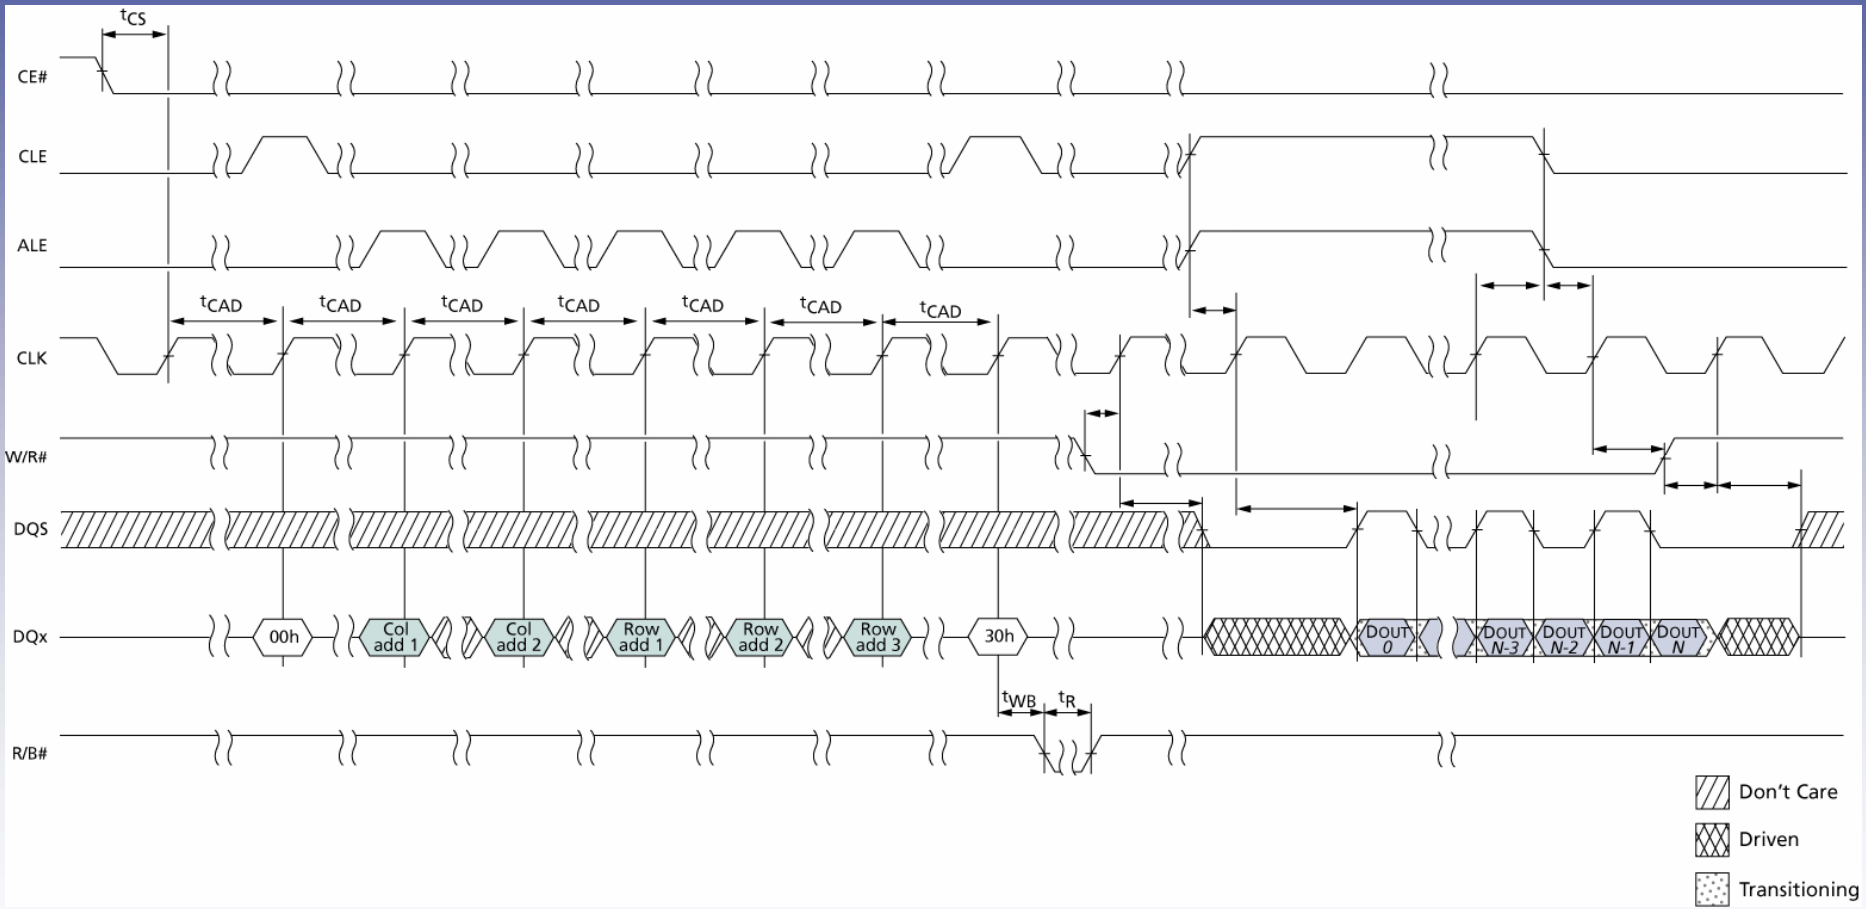 tCS
CE#
CLE
ALE
tCAD tCAD tCAD tCAD tCAD tCAD tCAD
CLK
W/R#
DQS
DQx
00h
Col
add 1
Col
add 2
Row
add 1
Row
add 2
Row
add 3
30h
DOUT
0
DOUT
N-3
DOUT
N-2
DOUT
N-1
DOUT
N
tWB tR
R/B#
Don't Care
Driven
Transitioning